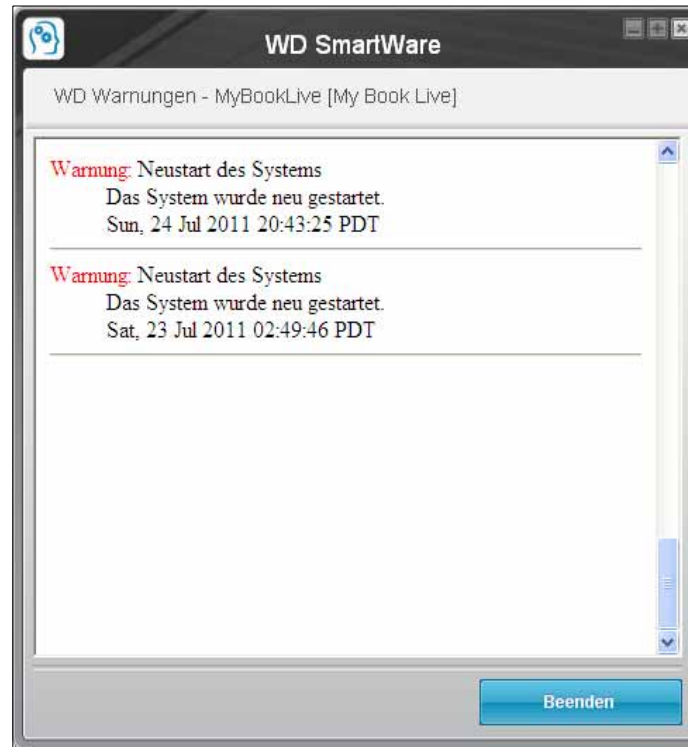 WD SmartWare
WD Warnungen - MyBookLive [My Book Live]
Warnung: Neustart des Systems
Das System wurde neu gestartet.
Sun, 24 Jul 2011 20:43:25 PDT
Warnung: Neustart des Systems
Das System wurde neu gestartet.
Sat, 23 Jul 2011 02:49:46 PDT
Beenden